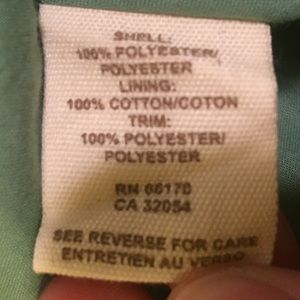 SHELL:
100% POLYESTER/
POLYESTER
LINING:
100% COTTON/COTON
TRIM:
100% POLYESTER/
POLYESTER
RN 66170
CA 32054
SEE REVERSE FOR CARE
ENTRETIEN AU VERSO